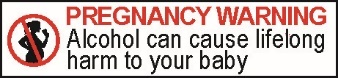 PREGNANCY WARNING
Alcohol can cause lifelong
harm to your baby